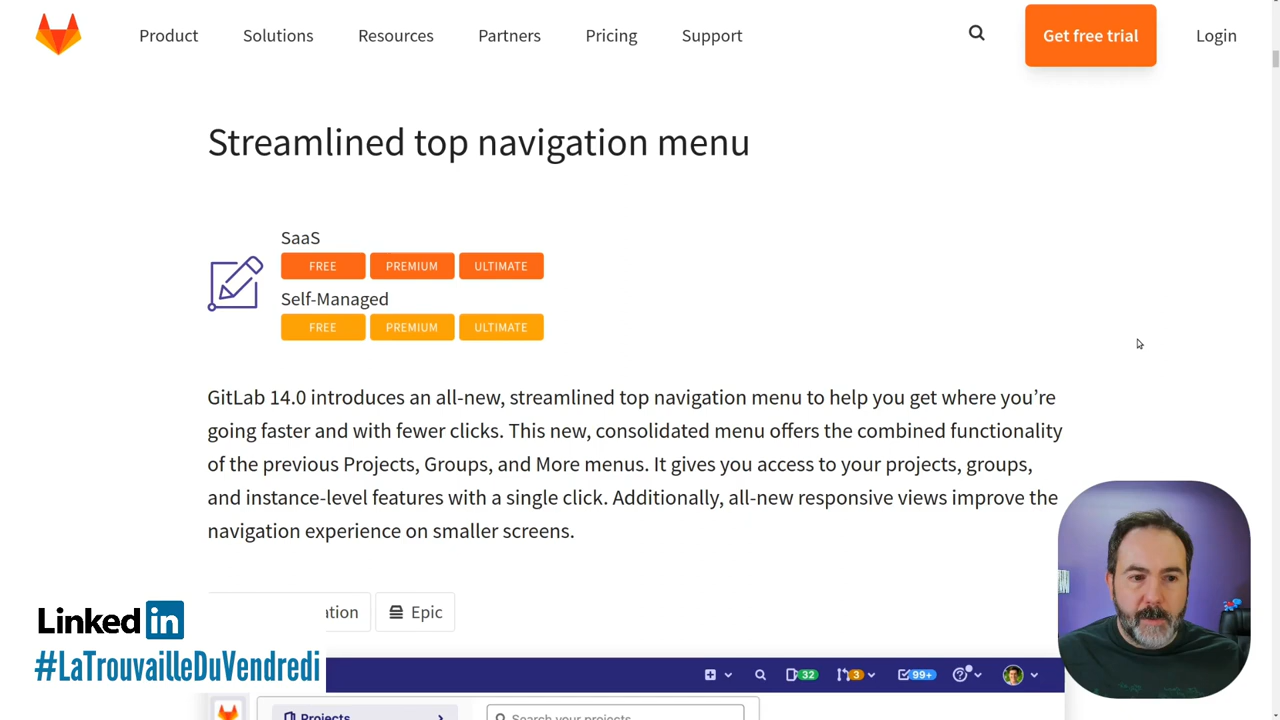 Product Solutions Resources Partners Pricing Support Get free trial Login
Streamlined top navigation menu
SaaS
FREE PREMIUM ULTIMATE
Self-Managed
FREE PREMIUM ULTIMATE
GitLab 14.0 introduces an all-new, streamlined top navigation menu to help you get where you’re
going faster and with fewer clicks. This new, consolidated menu offers the combined functionality
of the previous Projects, Groups, and More menus. It gives you access to your projects, groups,
and instance-level features with a single click. Additionally, all-new responsive views improve the
navigation experience on smaller screens.
Epic
Linked in
#LaTrouvailleDuVendredi
32 3 99+
Projects Search your projects